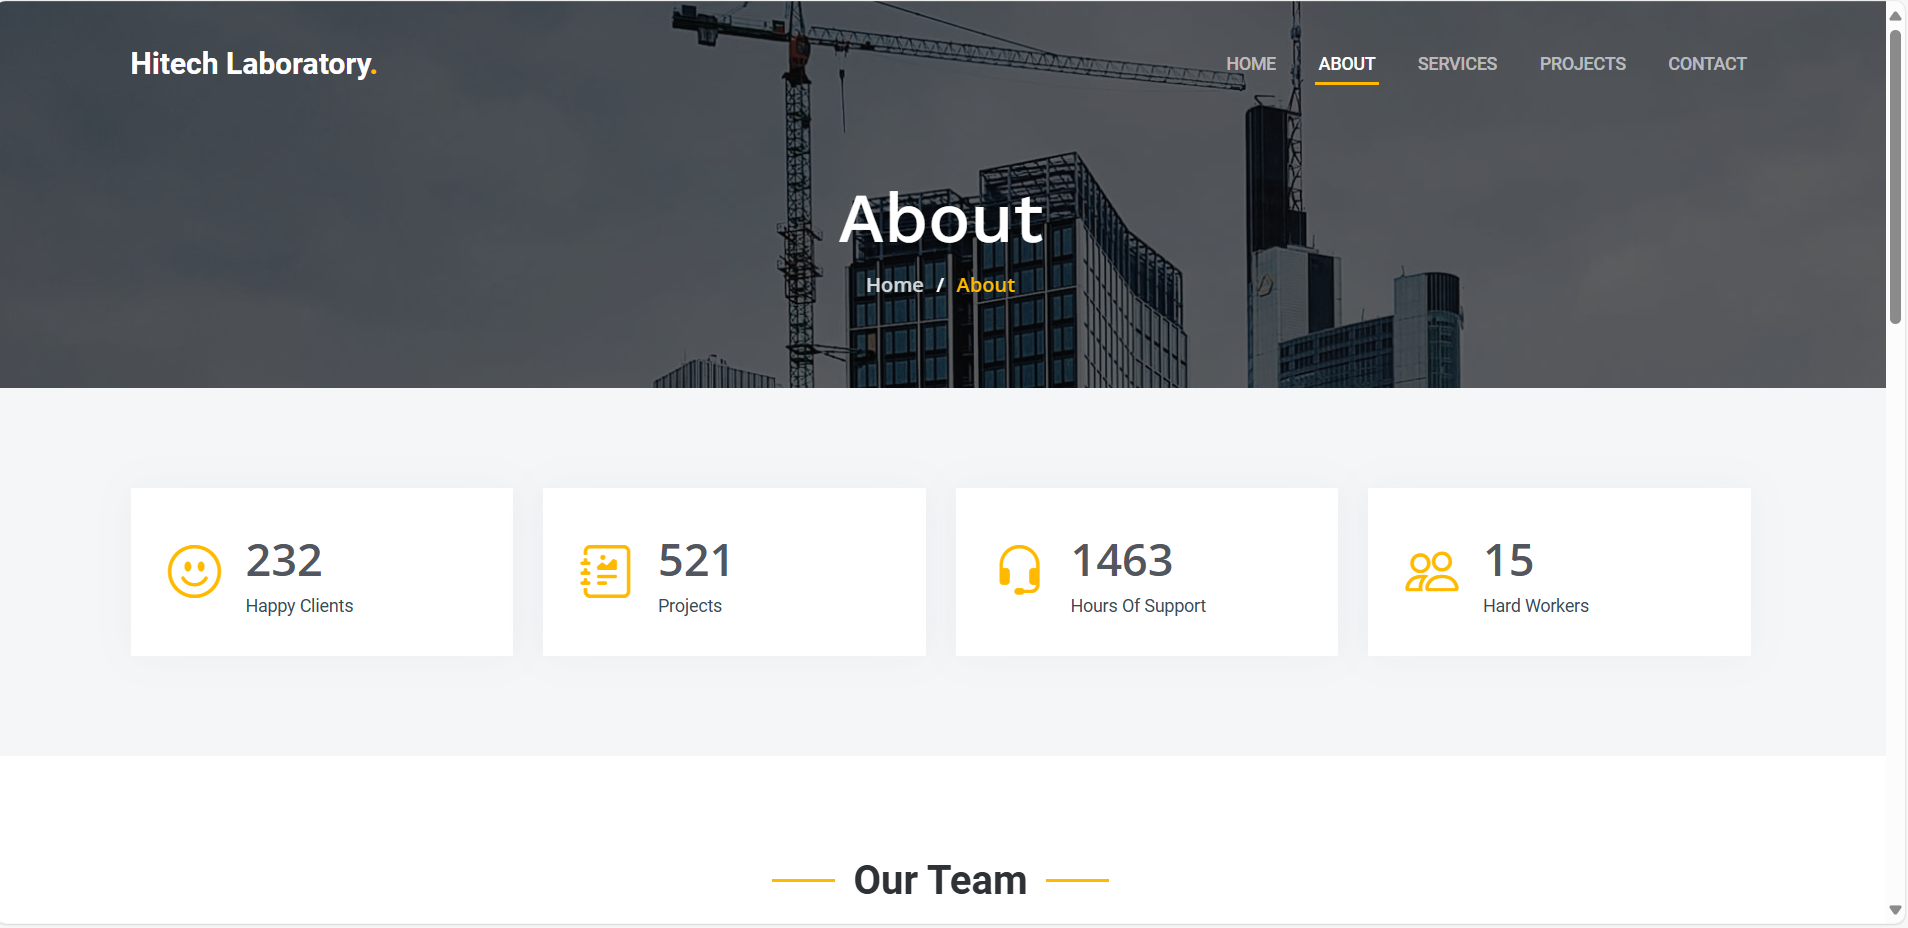 Hitech Laboratory.
HOME ABOUT SERVICES PROJECTS CONTACT
About
Home / About
232
Happy Clients
521
Projects
1463
Hours Of Support
15
Hard Workers
Our Team